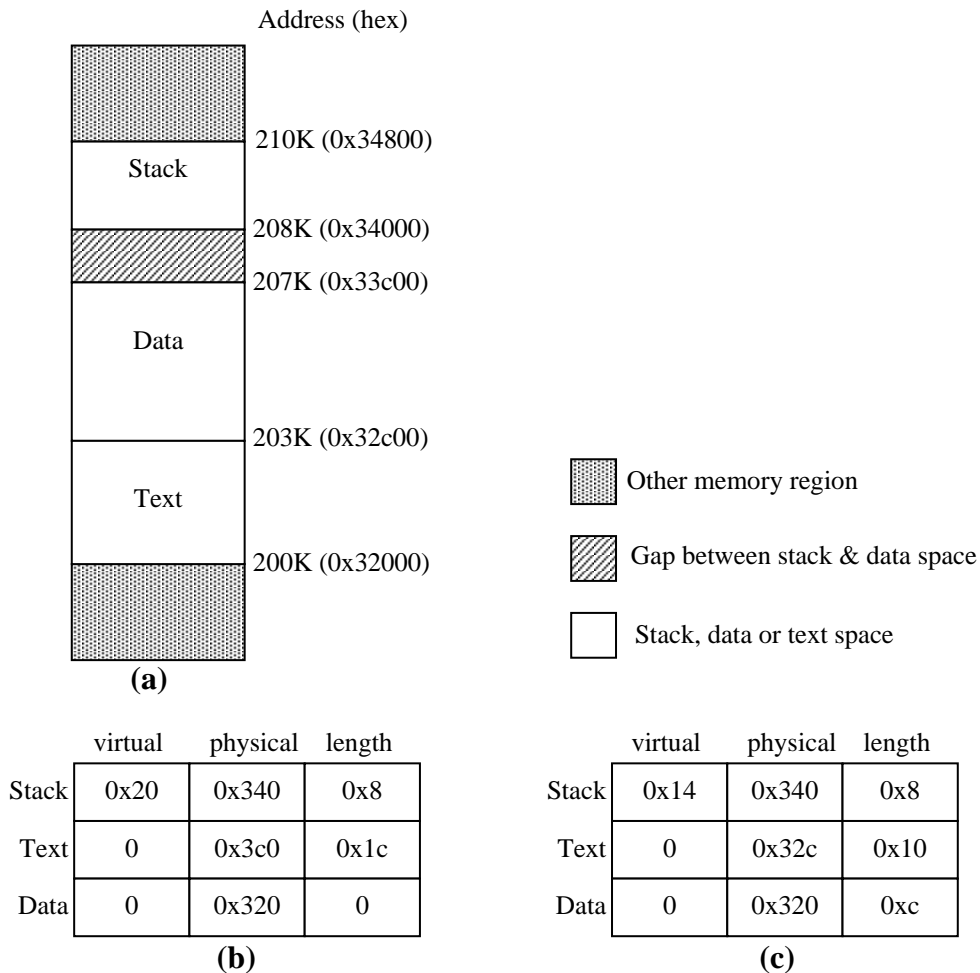 Address (hex)
210K (0x34800)
Stack
208K (0x34000)
207K (0x33c00)
Data
203K (0x32c00)
Text
200K (0x32000)
(a)
Other memory region
Gap between stack & data space
Stack, data or text space
virtual physical length
Stack 0x20 0x340 0x8
Text 0 0x3c0 0x1c
Data 0 0x320 0
(b)
virtual physical length
Stack 0x14 0x340 0x8
Text 0 0x32c 0x10
Data 0 0x320 0xc
(c)